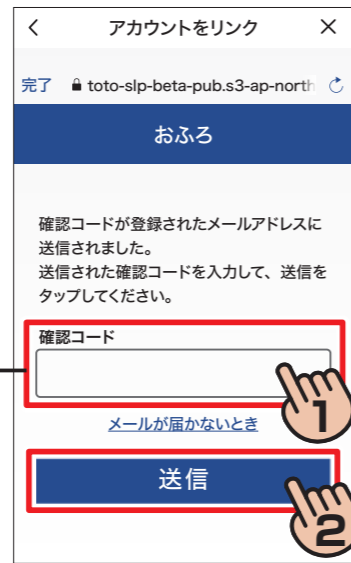 アカウントをリンク
完了 toto-slp-beta-pub.s3-ap-north
おふろ
確認コードが登録されたメールアドレスに
送信されました。
送信された確認コードを入力して、送信を
タップしてください。
確認コード
1
メールが届かないとき
送信
2